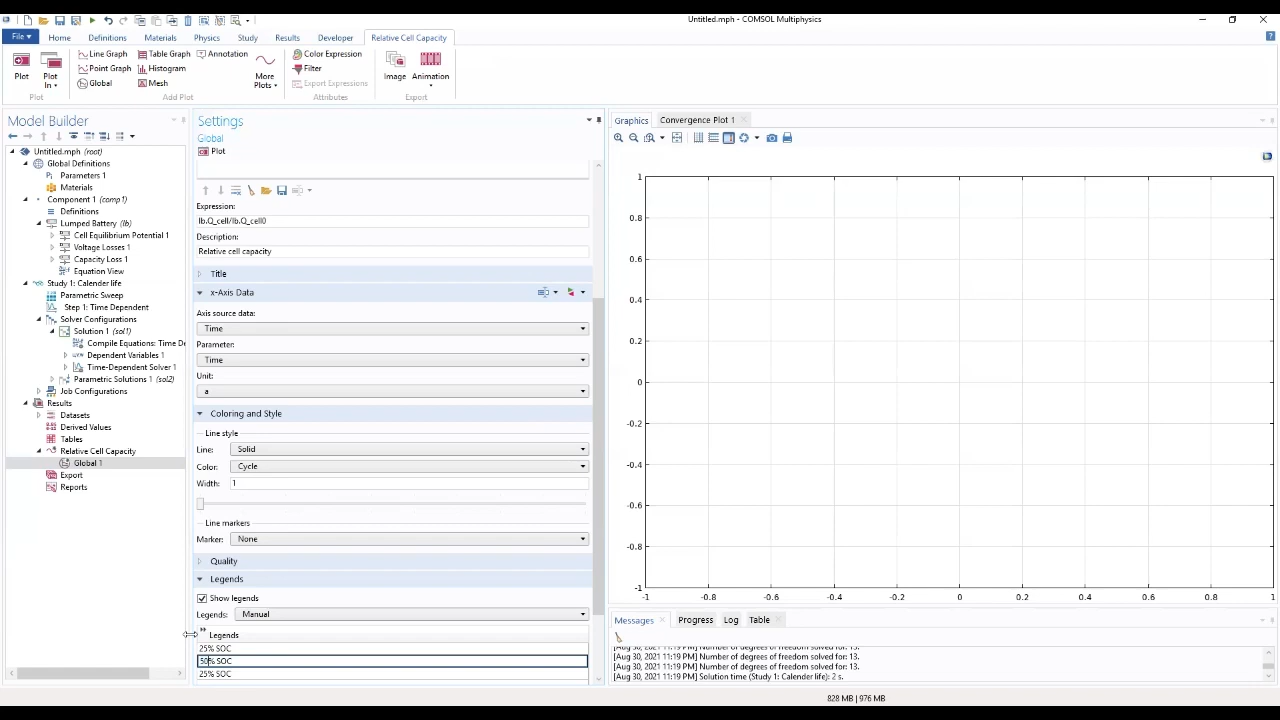 Untitled.mph - COMSOL Multiphysics
File Home Definitions Materials Physics Study Results Developer Relative Cell Capacity
Plot
Plot In
Plot
Line Graph Table Graph Annotation
Point Graph Histogram
Global Mesh
More Plots
Add Plot
Color Expression
Filter
Export Expressions
Attributes
Image
Animation
Export
Model Builder
Untitled.mph (root)
Global Definitions
Parameters 1
Materials
Component 1 (comp1)
Definitions
Lumped Battery (lb)
Cell Equilibrium Potential 1
Voltage Losses 1
Capacity Loss 1
Equation View
Study 1: Calender life
Parametric Sweep
Step 1: Time Dependent
Solver Configurations
Solution 1 (sol1)
Compile Equations: Time De
Dependent Variables 1
Time-Dependent Solver 1
Parametric Solutions 1 (sol2)
Job Configurations
Results
Datasets
Derived Values
Tables
Relative Cell Capacity
Global 1
Export
Reports
Settings
Global
Plot
Expression:
lb.Q_cell/lb.Q_cell0
Description:
Relative cell capacity
Title
x-Axis Data
Axis source data:
Time
Parameter:
Time
Unit:
a
Coloring and Style
Line style
Line: Solid
Color: Cycle
Width: 1
Line markers
Marker: None
Quality
Legends
Show legends
Legends: Manual
Legends
25% SOC
50% SOC
25% SOC
Graphics Convergence Plot 1
1
0.8
0.6
0.4
0.2
0
-0.2
-0.4
-0.6
-0.8
-1
-1 -0.8 -0.6 -0.4 -0.2 0 0.2 0.4 0.6 0.8 1
Messages Progress Log Table
[Aug 30, 2021 11:19 PM] Number of degrees of freedom solved for: 13.
[Aug 30, 2021 11:19 PM] Number of degrees of freedom solved for: 13.
[Aug 30, 2021 11:19 PM] Solution time (Study 1: Calender life): 2 s.
828 MB | 976 MB